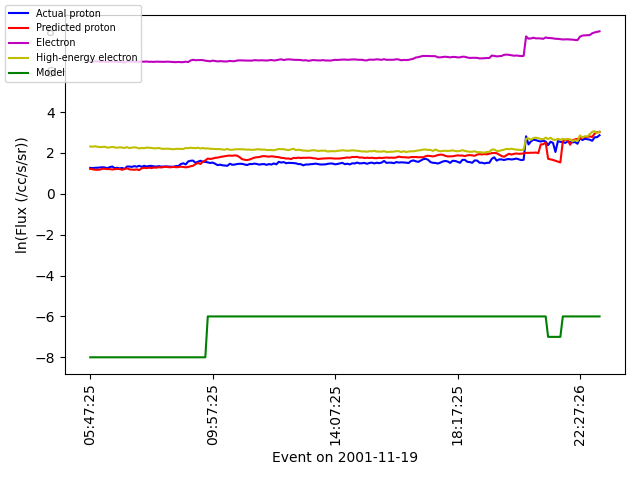 Actual proton
Predicted proton
Electron
High-energy electron
Model
8
6
4
2
0
−2
−4
−6
−8
ln(Flux (/cc/s/sr))
05:47:25
09:57:25
14:07:25
18:17:25
22:27:26
Event on 2001-11-19